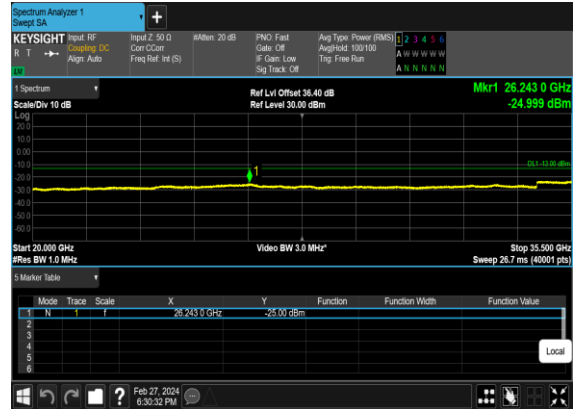 Spectrum Analyzer 1
Swept SA
+
KEYSIGHT Input: RF Input Z: 50 Ω #Atten: 20 dB PNO: Fast Avg Type: Power (RMS) 1 2 3 4 5 6
R T Coupling: DC Corr CCorr Gate: Off Avg|Hold: 100/100 A W W W W W
Align: Auto Freq Ref: Int (S) IF Gain: Low Trig: Free Run
LXI Sig Track: Off A N N N N N
1 Spectrum Ref Lvl Offset 36.40 dB Mkr1 26.243 0 GHz
Scale/Div 10 dB Ref Level 30.00 dBm -24.999 dBm
Log
20.0
10.0
0.00
-10.0 DL1 -13.00 dBm
1
-20.0
-30.0
-40.0
-50.0
-60.0
Start 20.000 GHz Video BW 3.0 MHz* Stop 35.500 GHz
#Res BW 1.0 MHz Sweep 26.7 ms (40001 pts)
5 Marker Table
Mode Trace Scale X Y Function Function Width Function Value
1 N 1 f 26.243 0 GHz -25.00 dBm
2
3
4
5
6
Local
? Feb 27, 2024
6:30:32 PM